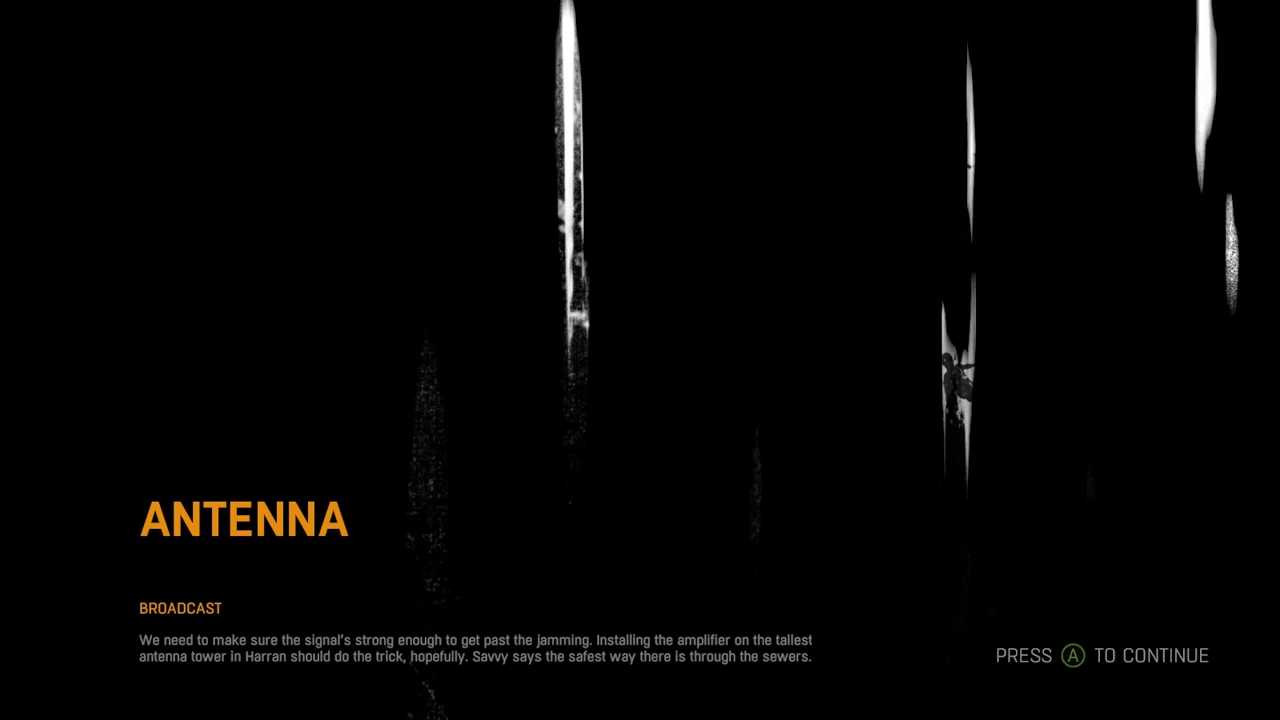 ANTENNA
BROADCAST
We need to make sure the signal's strong enough to get past the jamming. Installing the amplifier on the tallest
antenna tower in Harran should do the trick, hopefully. Savvy says the safest way there is through the sewers.
PRESS A TO CONTINUE